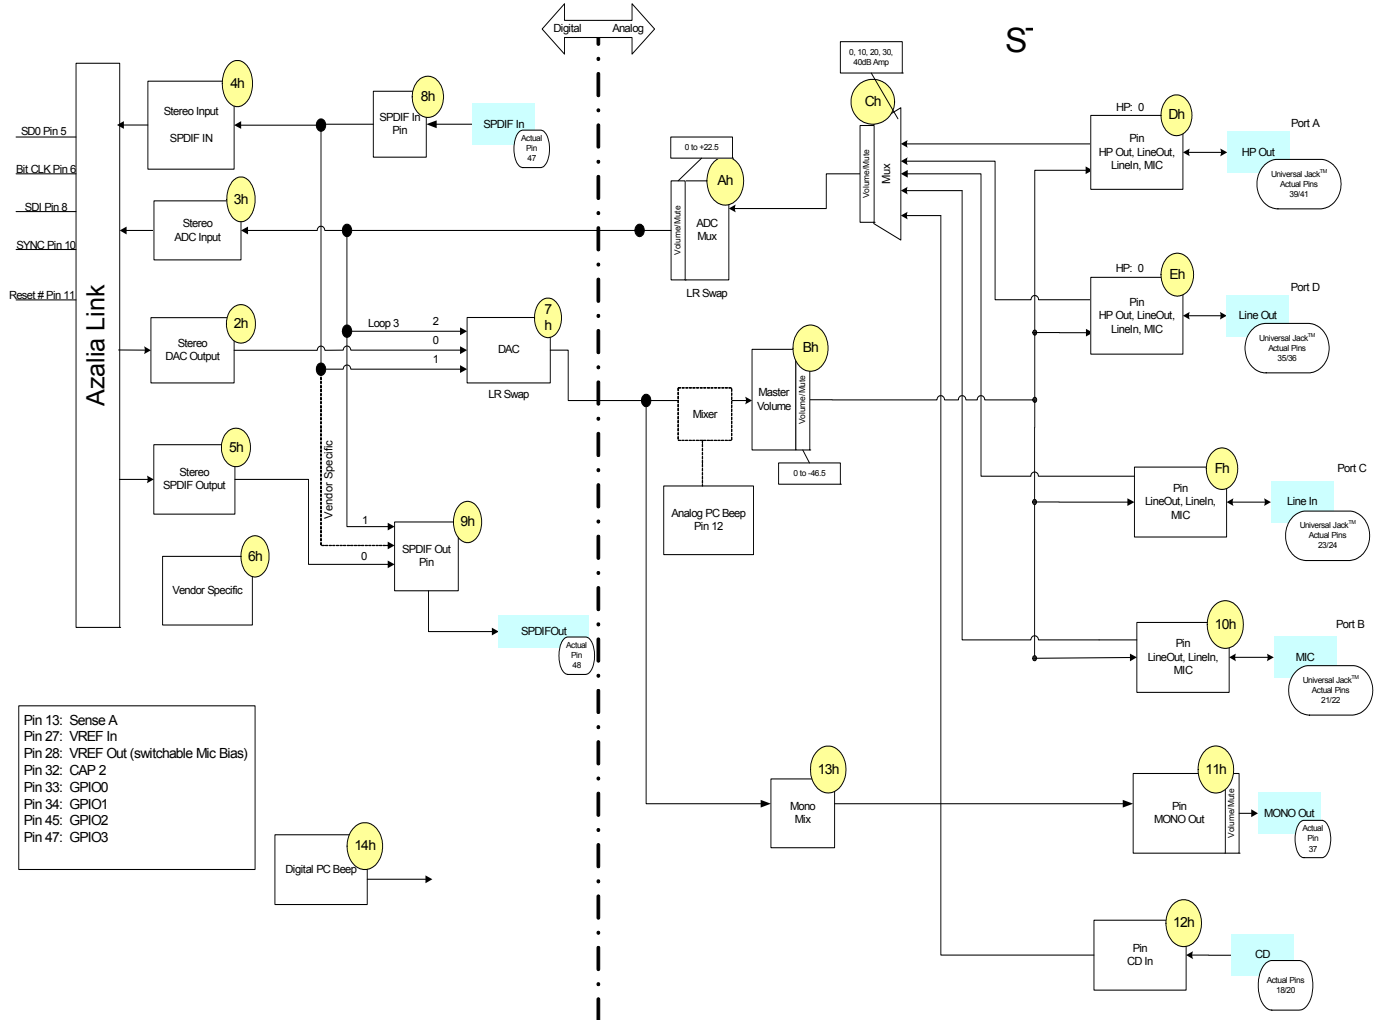 Digital
Analog
S-
0, 10, 20, 30,
40dB Amp
4h
Stereo Input
SPDIF IN
8h
SPDIF In
Pin
SPDIF In
Actual
Pin
47
Ch
Volume/Mute
Mux
HP: 0
Dh
Pin
HP Out, LineOut,
LineIn, MIC
Port A
HP Out
Universal Jack™
Actual Pins
39/41
SD0 Pin 5
Bit CLK Pin 6
SDI Pin 8
SYNC Pin 10
Reset # Pin 11
Azalia Link
3h
Stereo
ADC Input
0 to +22.5
Ah
Volume/Mute
ADC
Mux
LR Swap
HP: 0
Eh
Pin
HP Out, LineOut,
LineIn, MIC
Port D
Line Out
Universal Jack™
Actual Pins
35/36
2h
Stereo
DAC Output
Loop 3
2
0
1
7
h
DAC
LR Swap
Mixer
Bh
Master
Volume
Volume/Mute
0 to -46.5
Analog PC Beep
Pin 12
5h
Stereo
SPDIF Output
Vendor Specific
Fh
Pin
LineOut, LineIn,
MIC
Port C
Line In
Universal Jack™
Actual Pins
23/24
6h
Vendor Specific
1
0
9h
SPDIF Out
Pin
SPDIFOut
Actual
Pin
48
10h
Pin
LineOut, LineIn,
MIC
Port B
MIC
Universal Jack™
Actual Pins
21/22
Pin 13: Sense A
Pin 27: VREF In
Pin 28: VREF Out (switchable Mic Bias)
Pin 32: CAP 2
Pin 33: GPIO0
Pin 34: GPIO1
Pin 45: GPIO2
Pin 47: GPIO3
13h
Mono
Mix
11h
Pin
MONO Out
Volume/Mute
MONO Out
Actual
Pin
37
14h
Digital PC Beep
12h
Pin
CD In
CD
Actual Pins
18/20